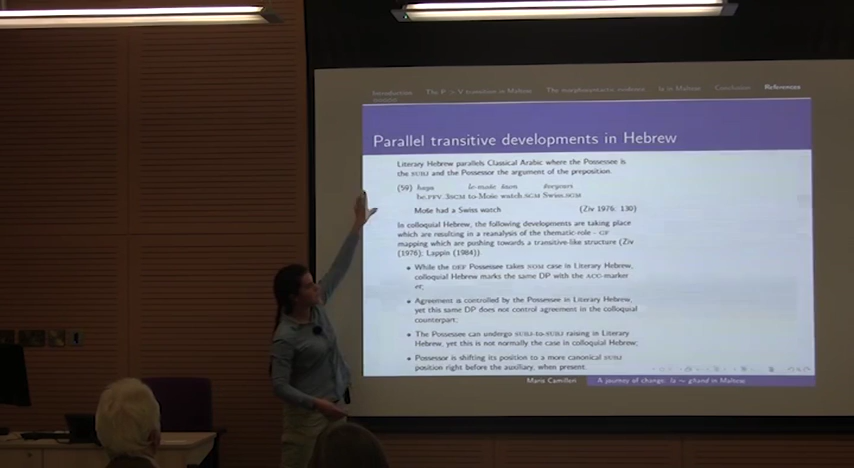 Introduction The P > V transition in Maltese The morphosyntactic evidence la in Maltese Conclusion References
Parallel transitive developments in Hebrew
Literary Hebrew parallels Classical Arabic where the Possessee is
the SUBJ and the Possessor the argument of the preposition.
(59) haya le-moše šaon
be.PFV.3SGM to-Moše watch.SGM Swiss.SGM
Moše had a Swiss watch (Ziv 1976: 130)
In colloquial Hebrew, the following developments are taking place
which are resulting in a reanalysis of the thematic-role - GF
mapping which are pushing towards a transitive-like structure (Ziv
(1976); Lappin (1984))
• While the DEF Possessee takes NOM case in Literary Hebrew,
colloquial Hebrew marks the same DP with the ACC-marker
• Agreement is controlled by the Possessee in Literary Hebrew,
yet this same DP does not control agreement in the colloquial
counterpart;
• The Possessee can undergo SUBJ-to-SUBJ raising in Literary
Hebrew, yet this is not normally the case in colloquial Hebrew;
• Possessor is shifting its position to a more canonical SUBJ
position right before the auxiliary, when present.
Maris Camilleri A journey of change: la ~ għand in Maltese